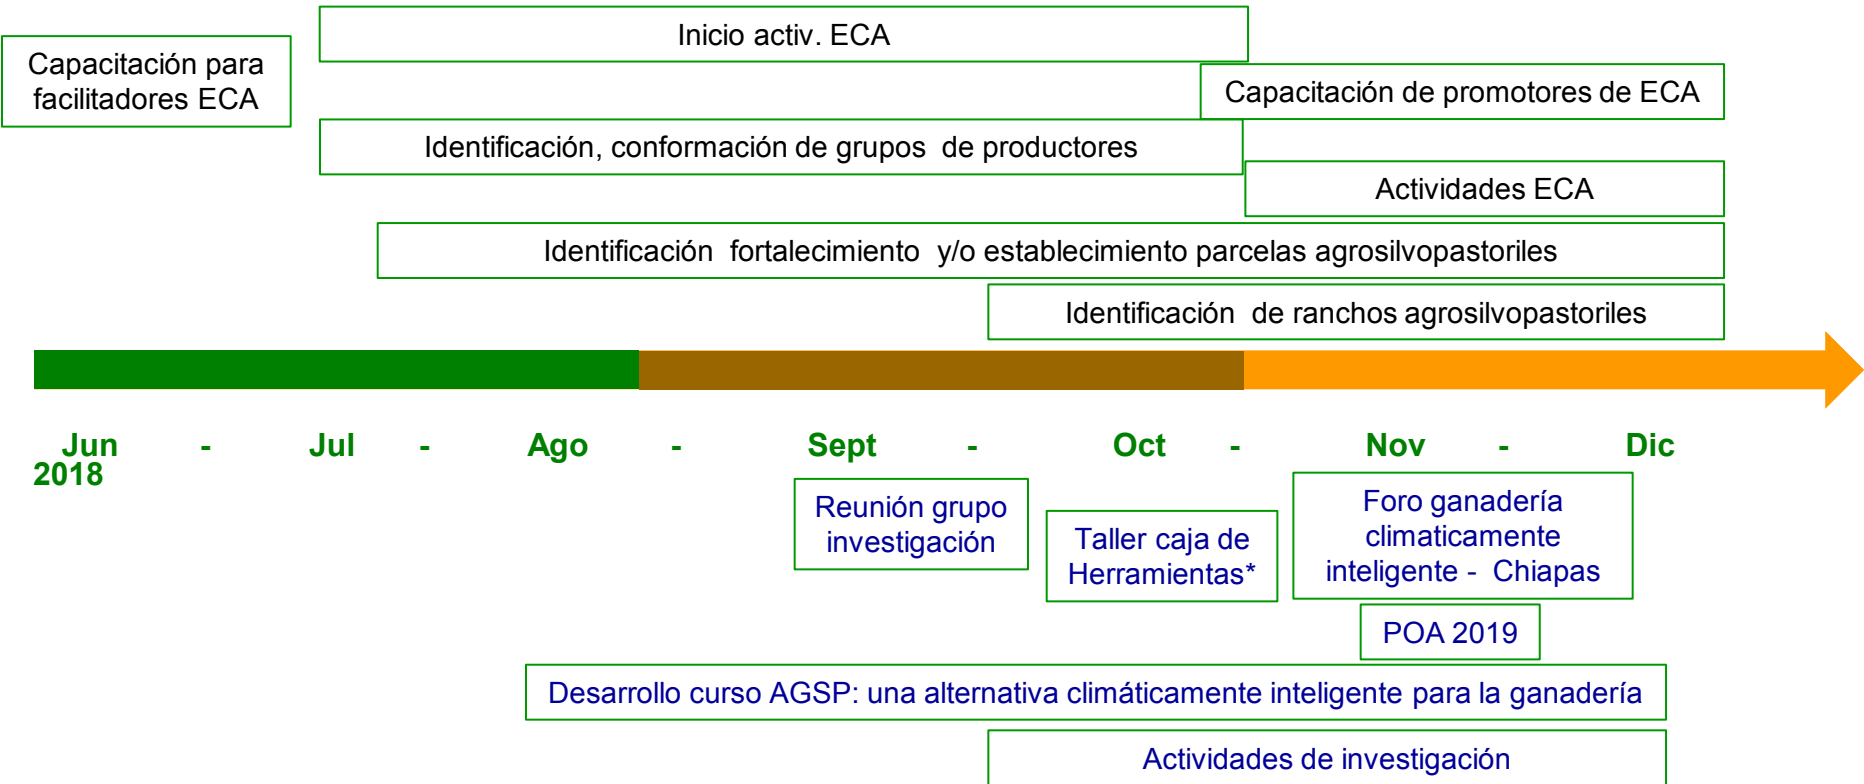 Inicio activ. ECA
Capacitación para
facilitadores ECA
Capacitación de promotores de ECA
Identificación, conformación de grupos de productores
Actividades ECA
Identificación fortalecimiento y/o establecimiento parcelas agrosilvopastoriles
Identificación de ranchos agrosilvopastoriles
Jun - Jul - Ago - Sept - Oct - Nov - Dic
2018
Reunión grupo
investigación
Taller caja de
Herramientas*
Foro ganadería
climaticamente
inteligente - Chiapas
POA 2019
Desarrollo curso AGSP: una alternativa climáticamente inteligente para la ganadería
Actividades de investigación